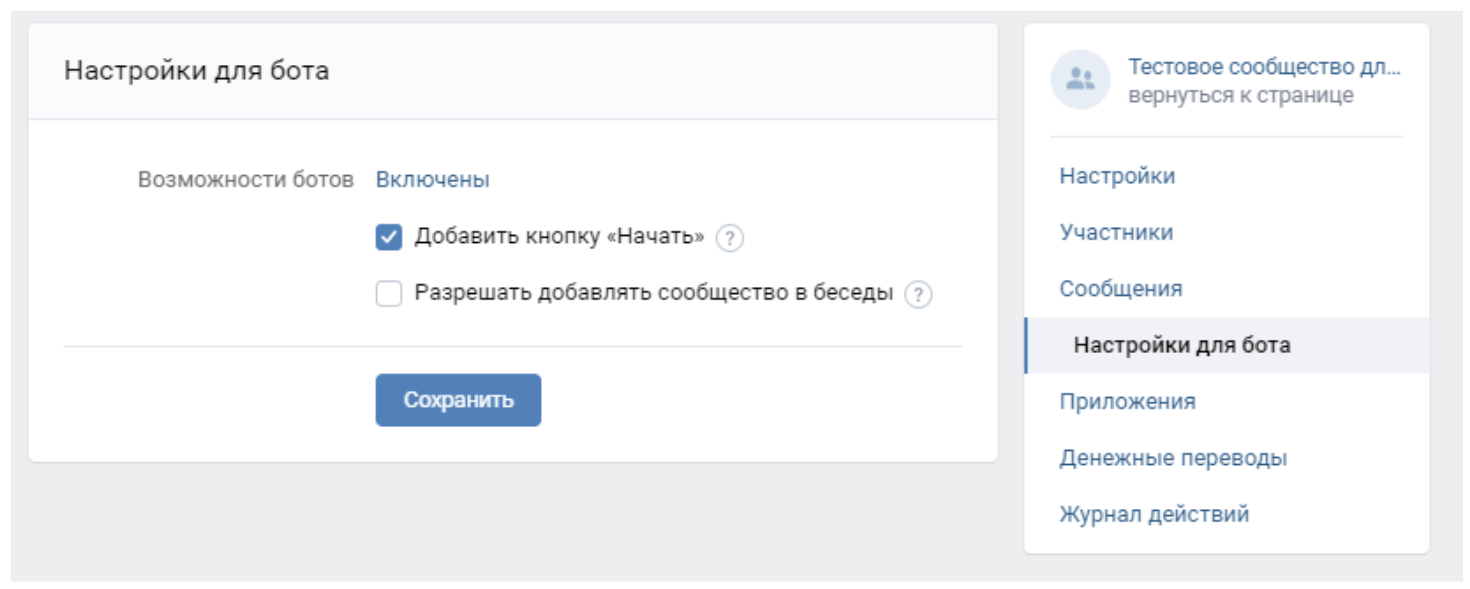 Настройки для бота
Возможности ботов Включены
Добавить кнопку «Начать» ?
Разрешать добавлять сообщество в беседы ?
Сохранить
Тестовое сообщество дл...
вернуться к странице
Настройки
Участники
Сообщения
Настройки для бота
Приложения
Денежные переводы
Журнал действий